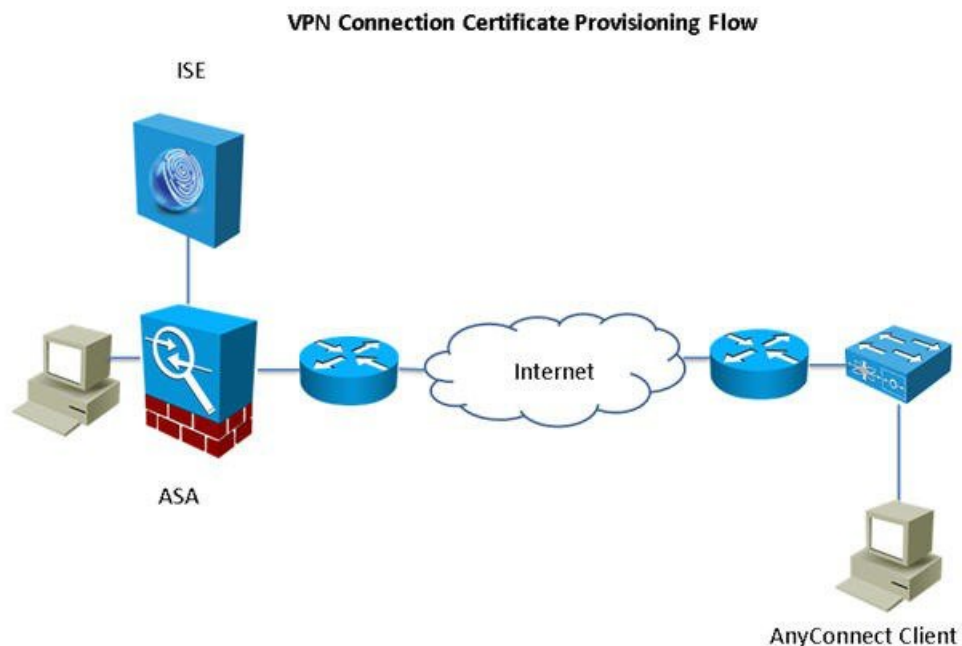 VPN Connection Certificate Provisioning Flow
ISE
Internet
ASA
AnyConnect Client